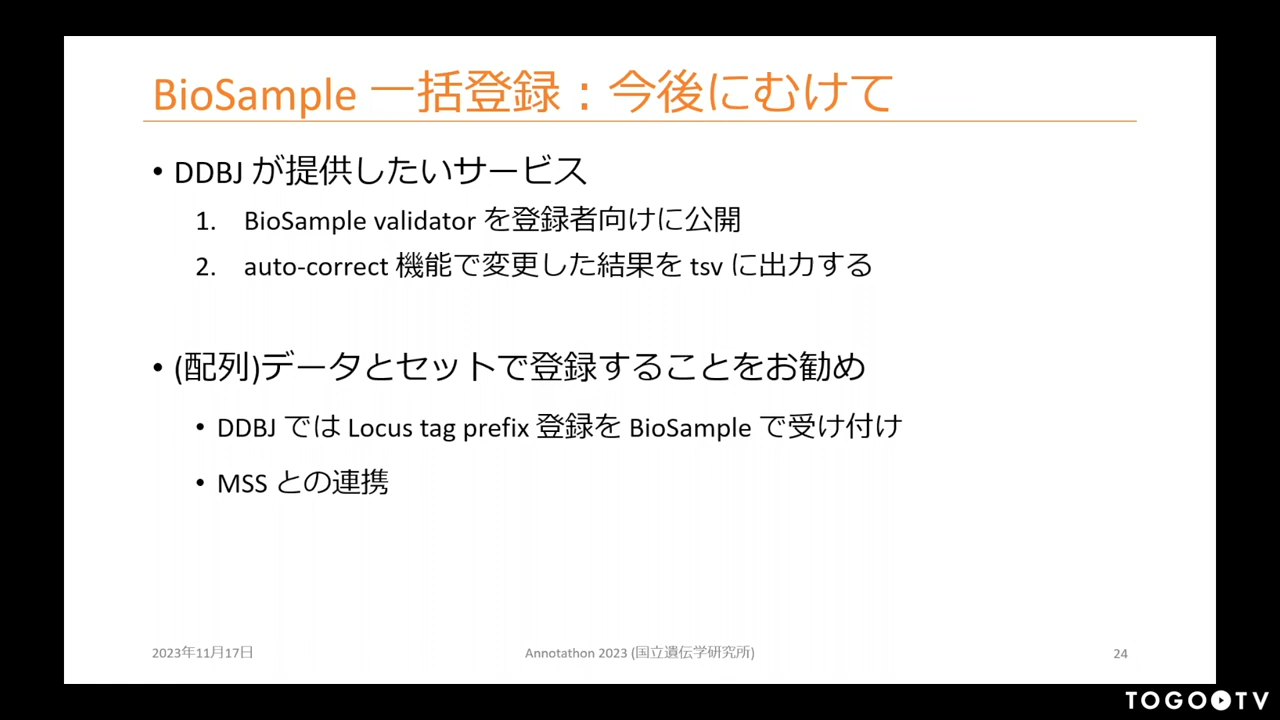 BioSample 一括登録：今後にむけて
• DDBJ が提供したいサービス
1. BioSample validator を登録者向けに公開
2. auto-correct 機能で変更した結果を tsv に出力する
• (配列)データとセットで登録することをお勧め
• DDBJ では Locus tag prefix 登録を BioSample で受け付け
• MSS との連携
2023年11月17日 Annotathon 2023 (国立遺伝学研究所) 24
TOGO TV